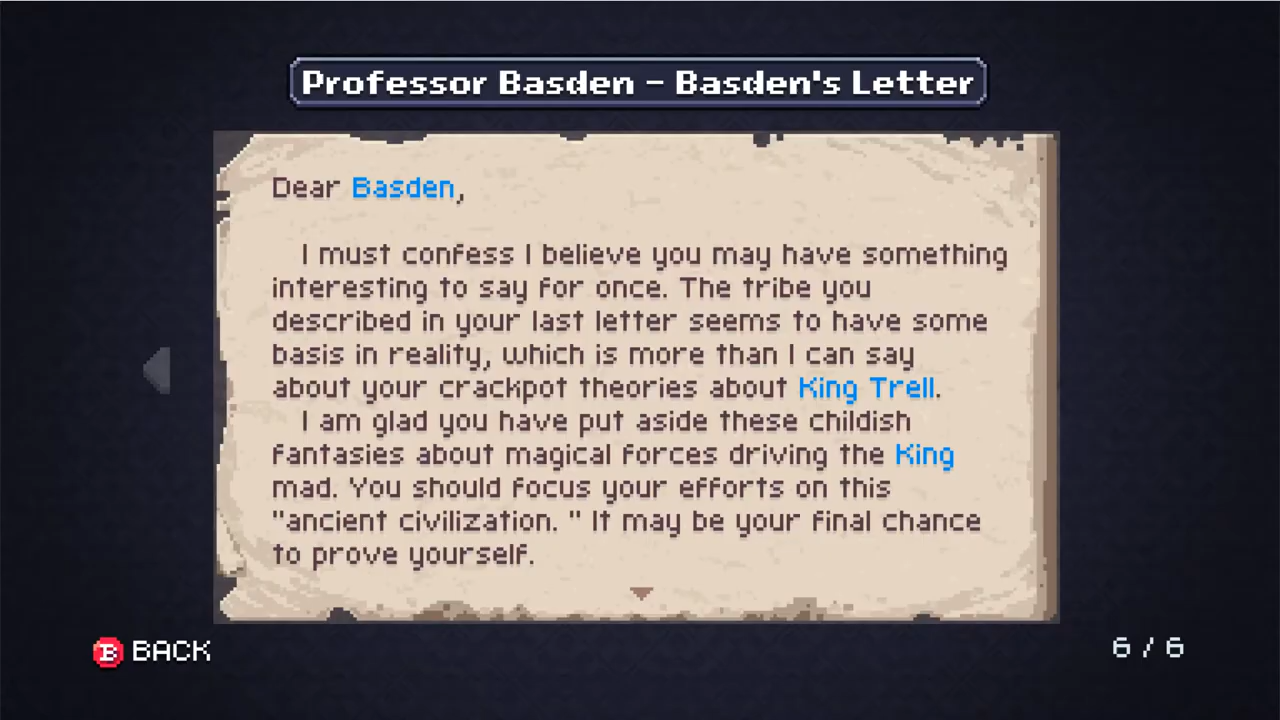 Professor Basden – Basden's Letter
Dear Basden,
I must confess I believe you may have something
interesting to say for once. The tribe you
described in your last letter seems to have some
basis in reality, which is more than I can say
about your crackpot theories about King Trell.
I am glad you have put aside these childish
fantasies about magical forces driving the King
mad. You should focus your efforts on this
"ancient civilization. " It may be your final chance
to prove yourself.
B BACK
6 / 6